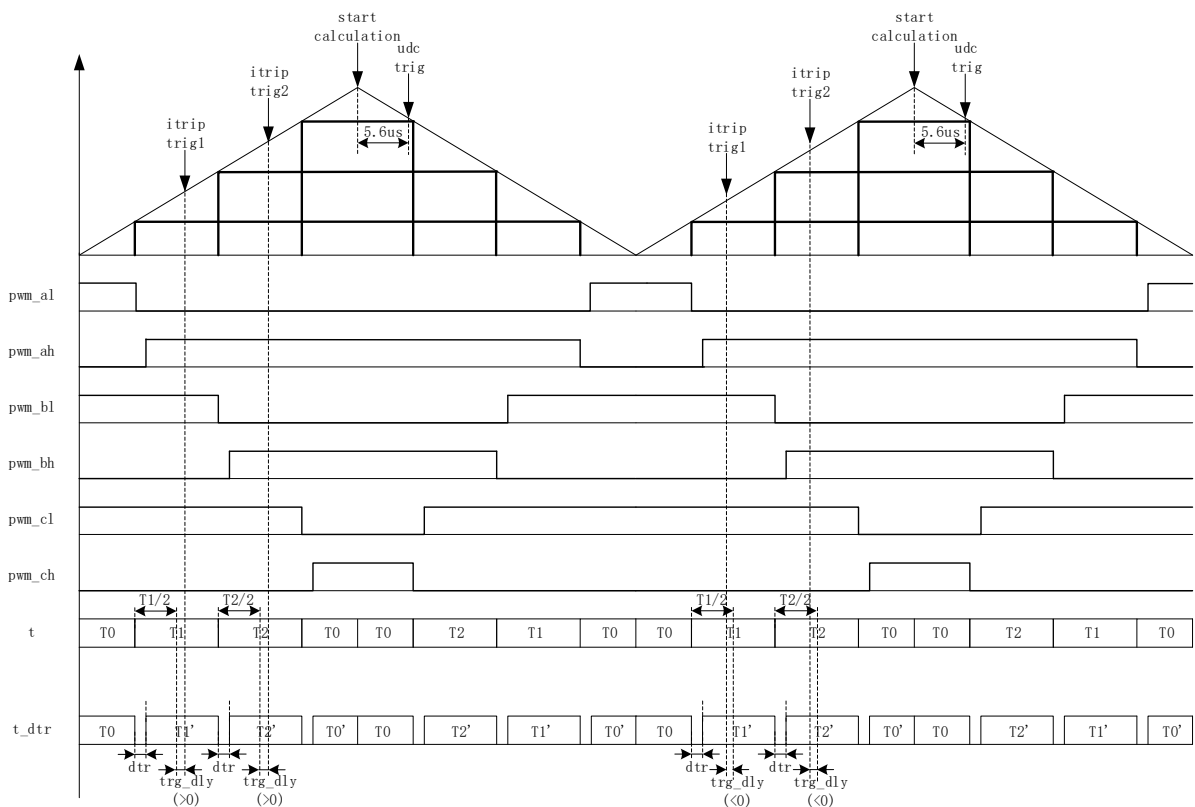 start
calculation
udc
trig
itrip
trig2
itrip
trig1
5.6us
start
calculation
udc
trig
itrip
trig2
itrip
trig1
5.6us
pwm_al
pwm_ah
pwm_bl
pwm_bh
pwm_cl
pwm_ch
T1/2 T2/2 T1/2 T2/2
t T0 T1 T2 T0 T0 T2 T1 T0 T0 T1 T2 T0 T0 T2 T1 T0
t_dtr T0 T1' T2' T0' T0 T2' T1' T0' T0 T1' T2' T0' T0 T2' T1' T0'
dtr dtr dtr dtr
trg_dly trg_dly trg_dly trg_dly
(>0) (>0) (<0) (<0)